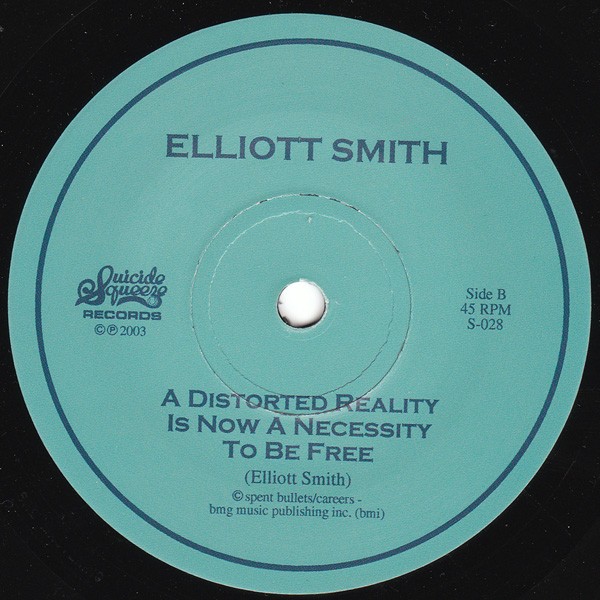 ELLIOTT SMITH
Suicide
Squeeze
RECORDS
©℗ 2003
Side B
45 RPM
S-028
A DISTORTED REALITY
IS NOW A NECESSITY
TO BE FREE
(Elliott Smith)
© spent bullets/careers -
bmg music publishing inc. (bmi)